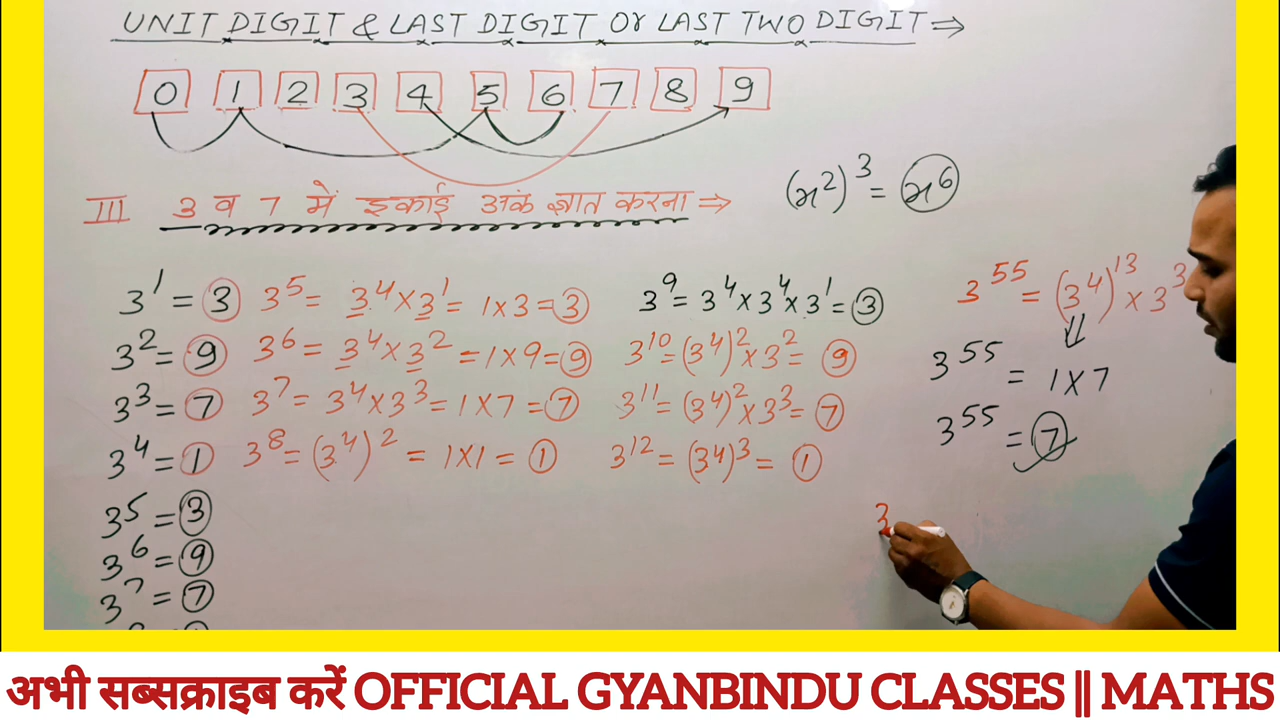 UNIT DIGIT & LAST DIGIT Or LAST TWO DIGIT ⇒
0 1 2 3 4 5 6 7 8 9
III 3 व 7 में इकाई अंक ज्ञात करना ⇒
(x²)³ = x⁶
3¹ = 3
3² = 9
3³ = 7
3⁴ = 1
3⁵ = 3
3⁶ = 9
3⁷ = 7
3⁵ = 3⁴ × 3¹ = 1 × 3 = 3
3⁶ = 3⁴ × 3² = 1 × 9 = 9
3⁷ = 3⁴ × 3³ = 1 × 7 = 7
3⁸ = (3⁴)² = 1 × 1 = 1
3⁹ = 3⁴ × 3⁴ × 3¹ = 3
3¹⁰ = (3⁴)² × 3² = 9
3¹¹ = (3⁴)² × 3³ = 7
3¹² = (3⁴)³ = 1
3⁵⁵ = (3⁴)¹³ × 3³
⇓
3⁵⁵ = 1 × 7
3⁵⁵ = 7
3
अभी सब्सक्राइब करें OFFICIAL GYANBINDU CLASSES || MATHS